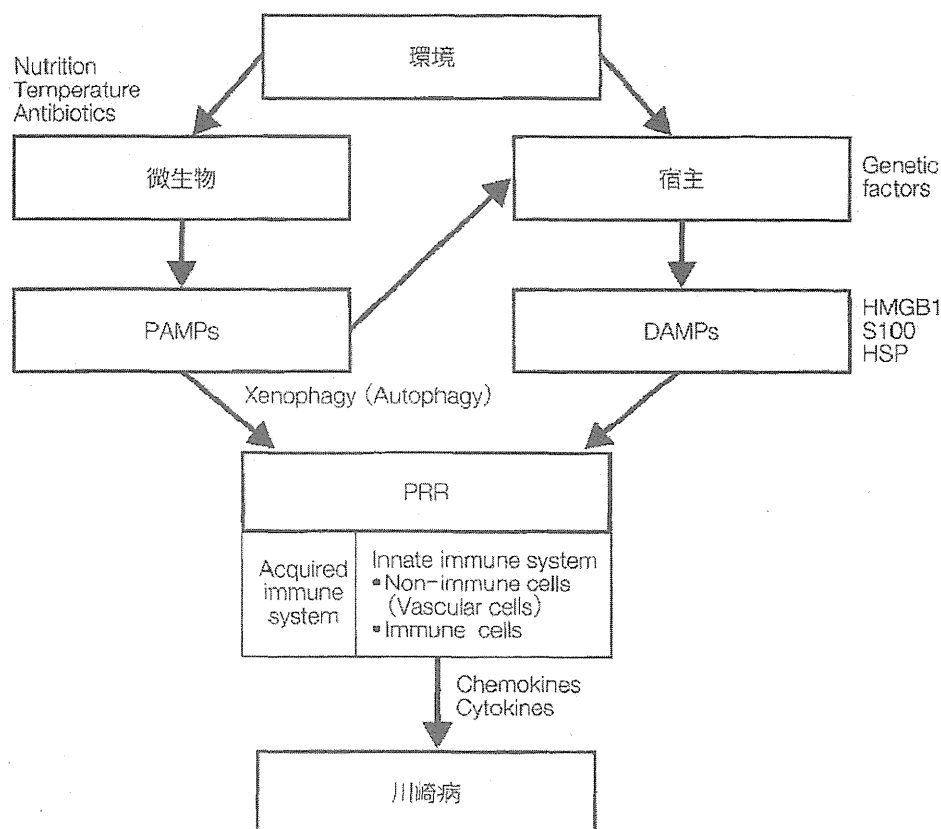 環境
Nutrition
Temperature
Antibiotics
微生物
宿主
Genetic
factors
PAMPs
DAMPs
HMGB1
S100
HSP
Xenophagy (Autophagy)
PRR
Acquired
immune
system
Innate immune system
•Non-immune cells
(Vascular cells)
•Immune cells
Chemokines
Cytokines
川崎病